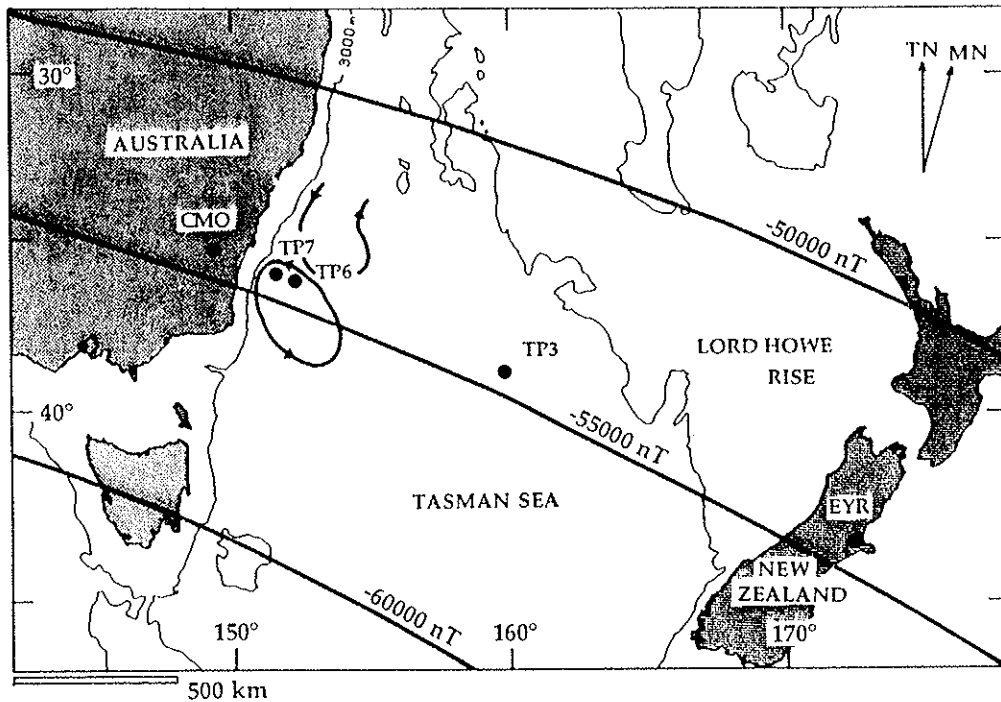 3000 m
TN MN
30°
AUSTRALIA
CMO
TP7
TP6
-50000 nT
TP3
LORD HOWE
RISE
40°
-55000 nT
TASMAN SEA
EYR
NEW
ZEALAND
-60000 nT
150°
160°
170°
500 km